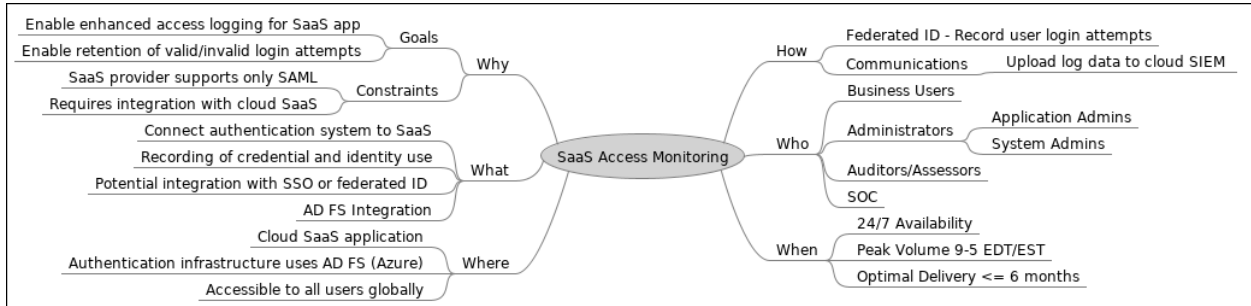 SaaS Access Monitoring
Why
Goals
Enable enhanced access logging for SaaS app
Enable retention of valid/invalid login attempts
Constraints
SaaS provider supports only SAML
Requires integration with cloud SaaS
What
Connect authentication system to SaaS
Recording of credential and identity use
Potential integration with SSO or federated ID
AD FS Integration
Where
Cloud SaaS application
Authentication infrastructure uses AD FS (Azure)
Accessible to all users globally
How
Federated ID - Record user login attempts
Communications
Upload log data to cloud SIEM
Who
Business Users
Administrators
Application Admins
System Admins
Auditors/Assessors
SOC
When
24/7 Availability
Peak Volume 9-5 EDT/EST
Optimal Delivery <= 6 months